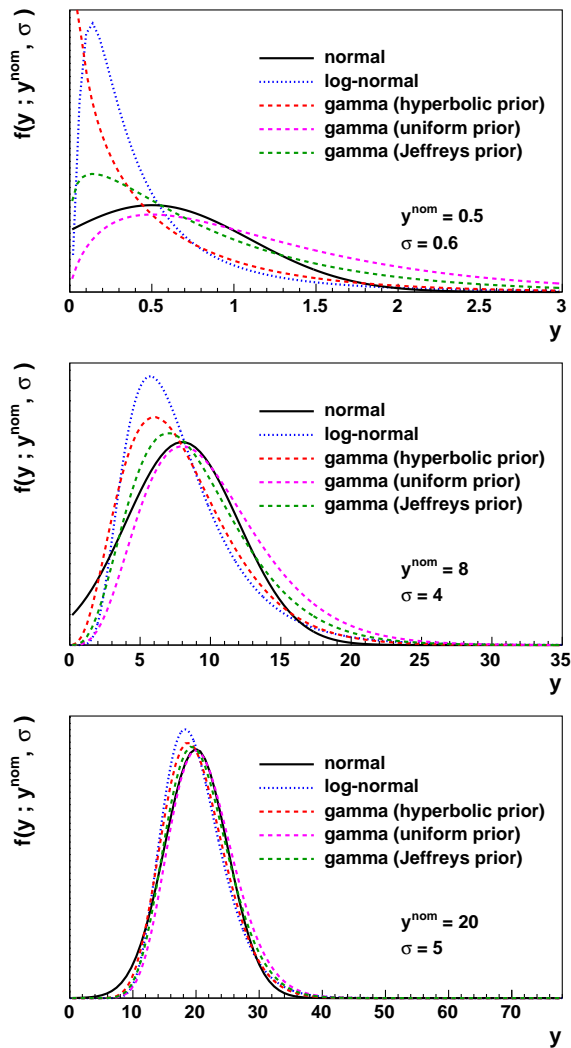 f(y ; y^nom , σ)
normal
log-normal
gamma (hyperbolic prior)
gamma (uniform prior)
gamma (Jeffreys prior)
y^nom = 0.5
σ = 0.6
0 0.5 1 1.5 2 2.5 3
y
f(y ; y^nom , σ)
normal
log-normal
gamma (hyperbolic prior)
gamma (uniform prior)
gamma (Jeffreys prior)
y^nom = 8
σ = 4
0 5 10 15 20 25 30 35
y
f(y ; y^nom , σ)
normal
log-normal
gamma (hyperbolic prior)
gamma (uniform prior)
gamma (Jeffreys prior)
y^nom = 20
σ = 5
0 10 20 30 40 50 60 70
y